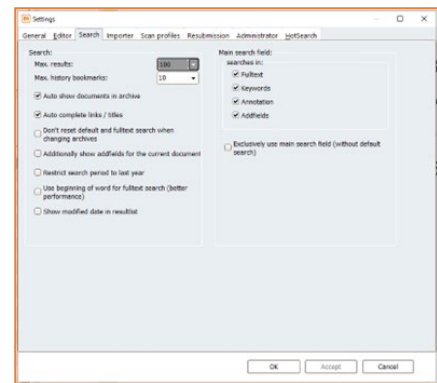 Settings
General Editor Search Importer Scan profiles Resubmission Administrator HotSearch
Search:
Max. results: 100
Max. history bookmarks: 10
Auto show documents in archive
Auto complete links / titles
Don't reset default and fulltext search when
changing archives
Additionally show addfields for the current document
Restrict search period to last year
Use beginning of word for fulltext search (better
performance)
Show modified date in resultlist
Main search field:
searches in:
Fulltext
Keywords
Annotation
Addfields
Exclusively use main search field (without default
search)
OK Accept Cancel